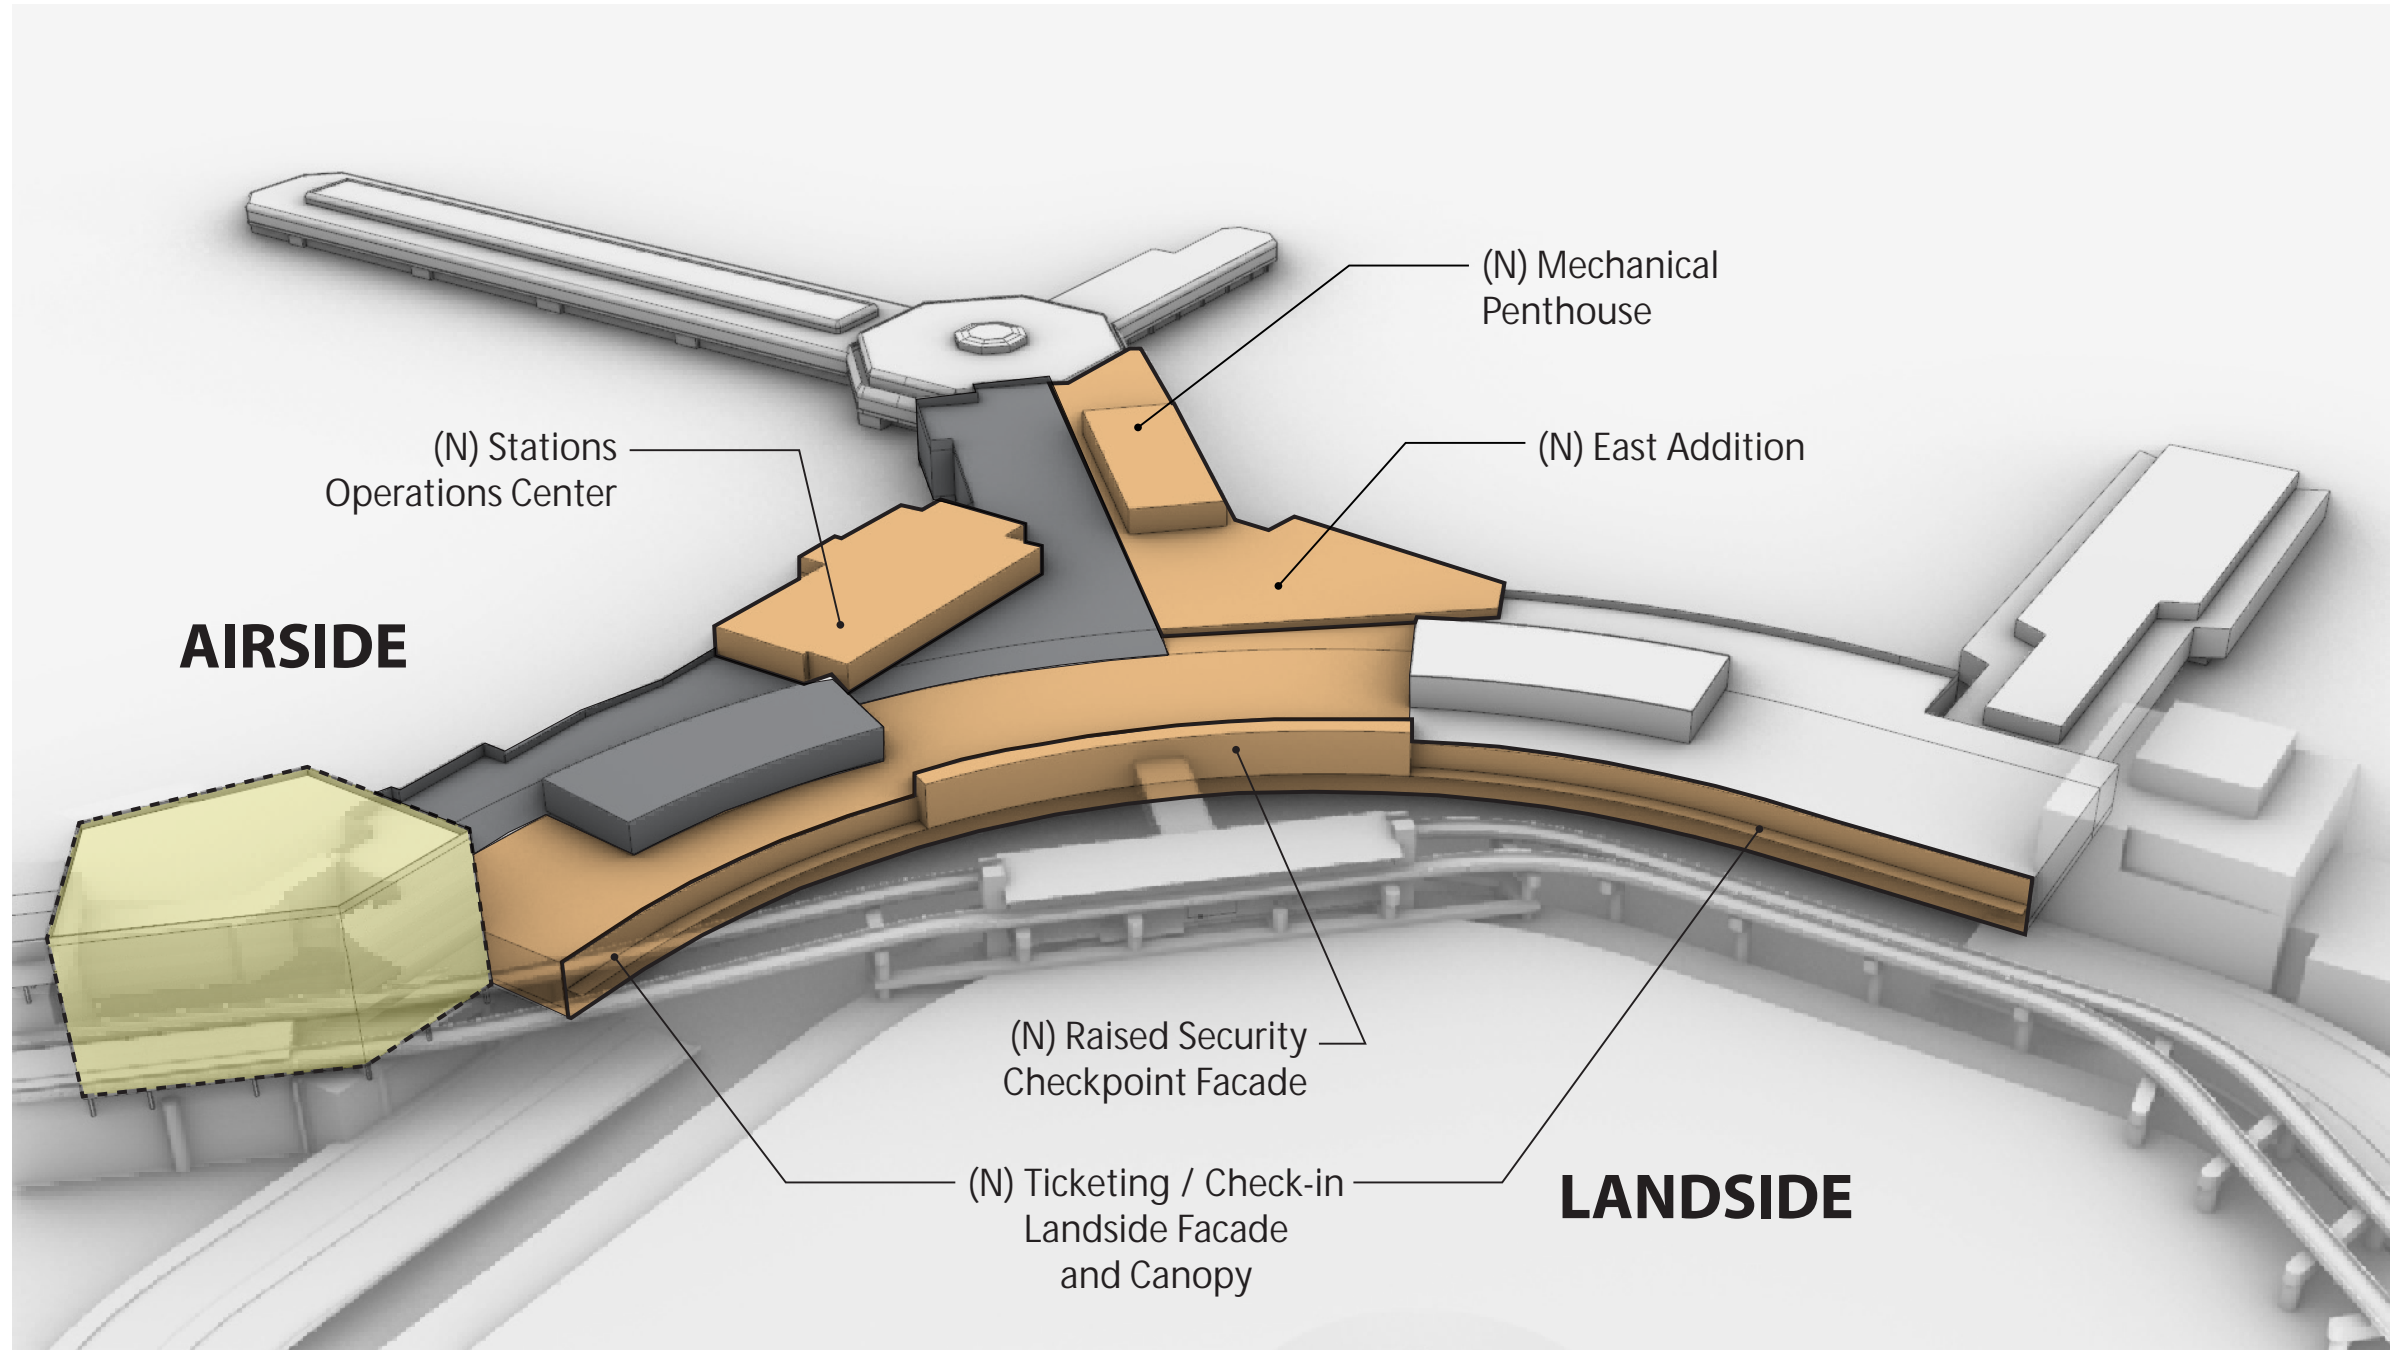 (N) Mechanical
Penthouse
(N) Stations
Operations Center
(N) East Addition
AIRSIDE
(N) Raised Security
Checkpoint Facade
(N) Ticketing / Check-in
Landside Facade
and Canopy
LANDSIDE